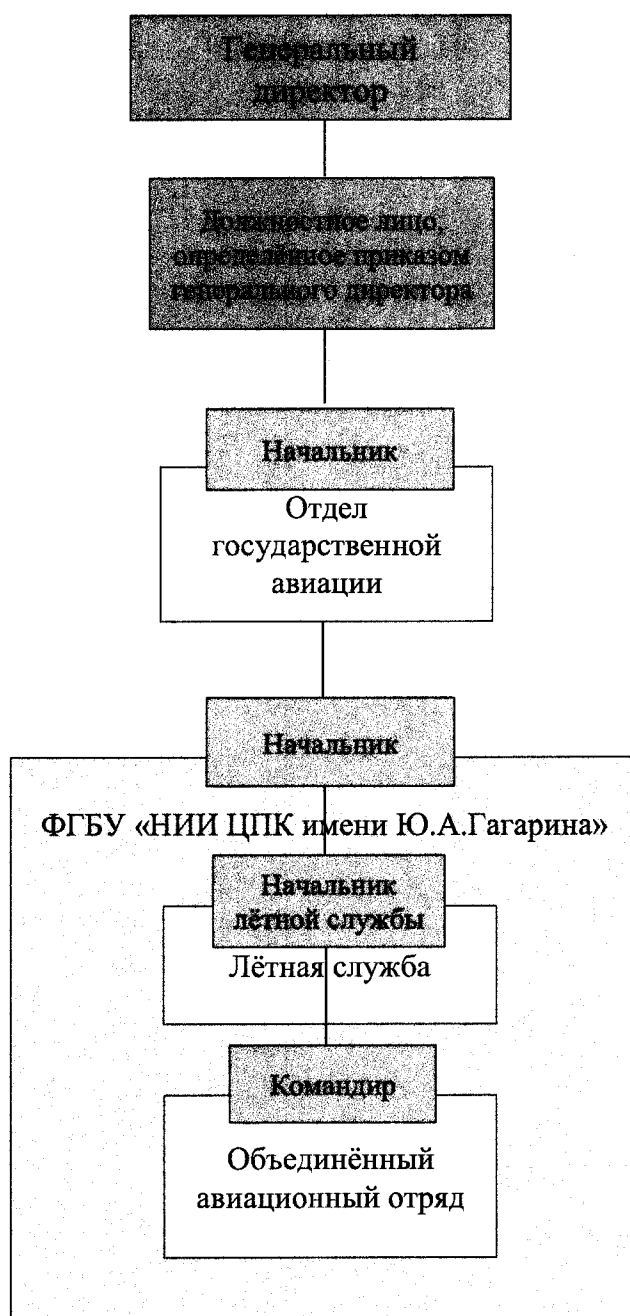 Генеральный
директор
Должностное лицо,
определённое приказом
генерального директора
Начальник
Отдел
государственной
авиации
Начальник
ФГБУ «НИИ ЦПК имени Ю.А.Гагарина»
Начальник
лётной службы
Лётная служба
Командир
Объединённый
авиационный отряд